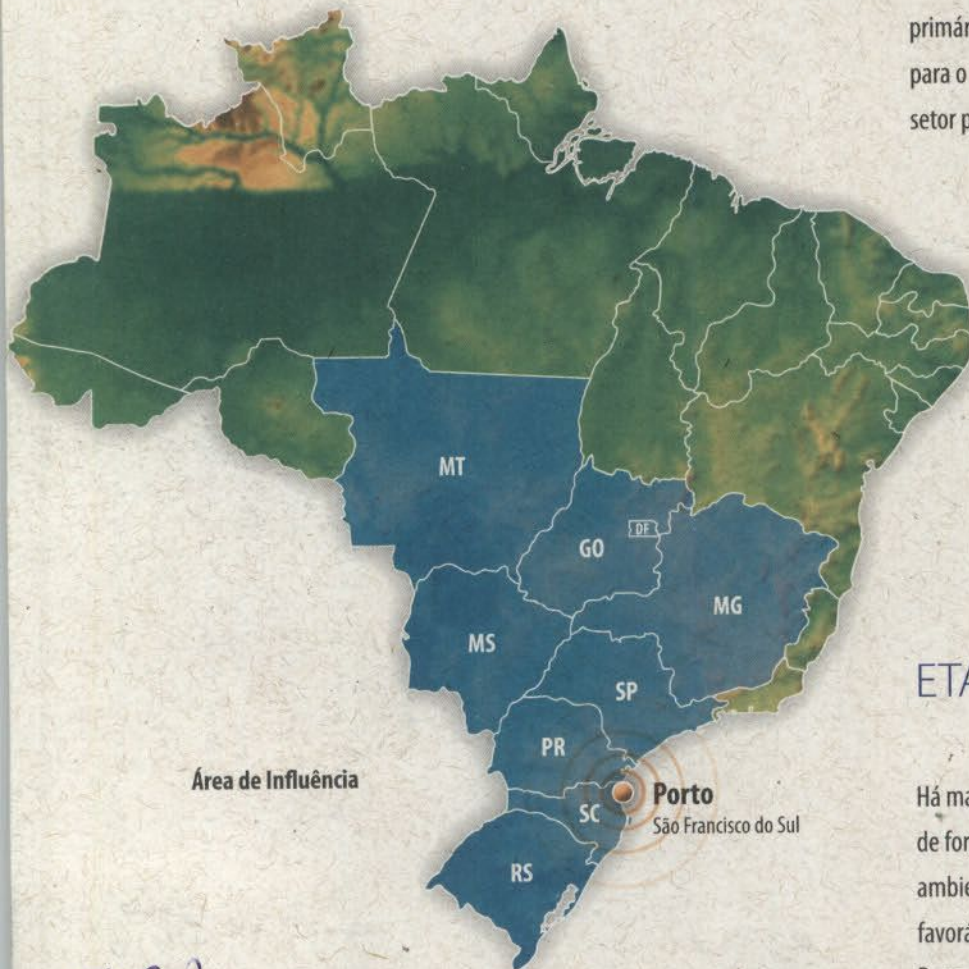 primár
para o
setor p
MT
DF
GO
MG
MS
SP
PR
Área de Influência
Porto
SC
São Francisco do Sul
RS
ETA
Há ma
de for
ambie
favorá